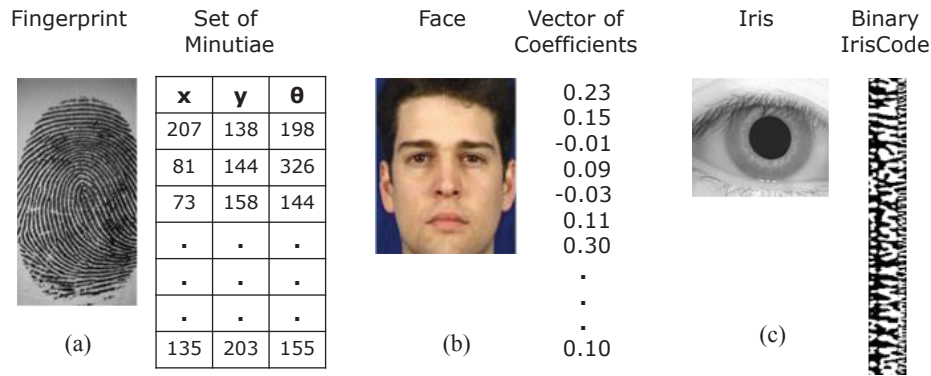 Fingerprint
Set of
Minutiae
x y θ
207 138 198
81 144 326
73 158 144
. . .
. . .
. . .
135 203 155
(a)
Face
Vector of
Coefficients
0.23
0.15
-0.01
0.09
-0.03
0.11
0.30
.
.
.
0.10
(b)
Iris
Binary
IrisCode
(c)